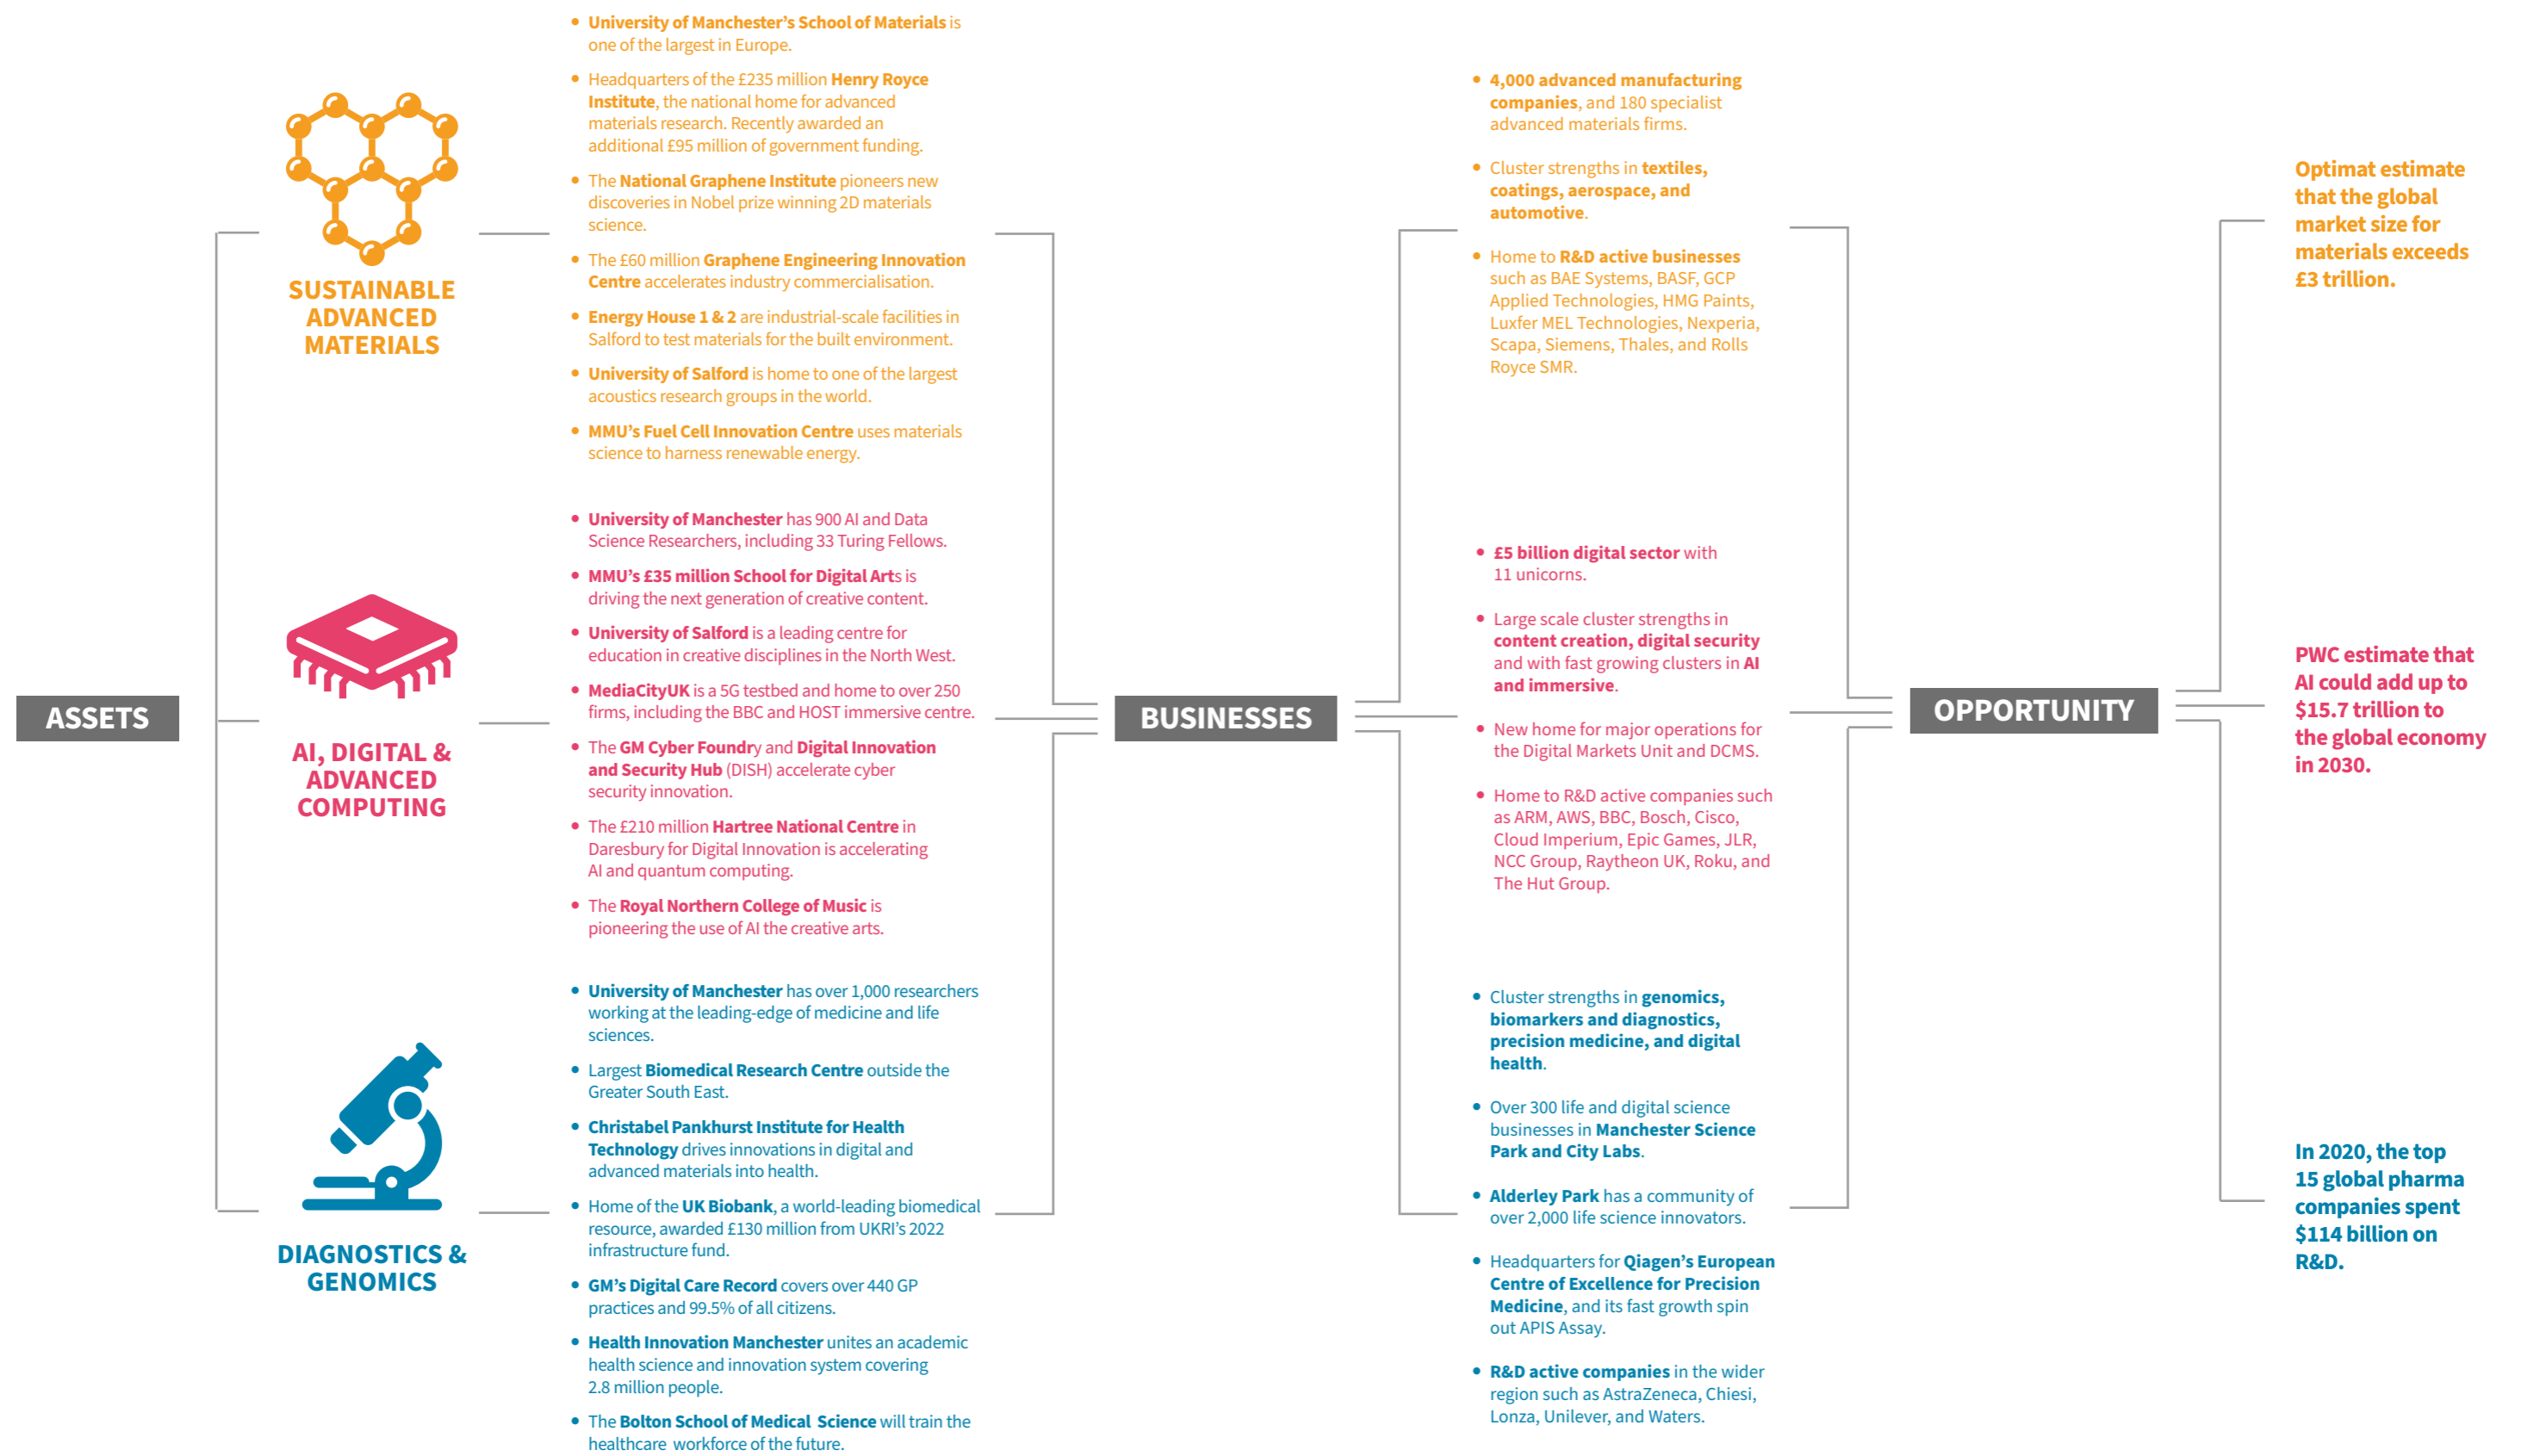 ASSETS
SUSTAINABLE
ADVANCED
MATERIALS
• University of Manchester’s School of Materials is
one of the largest in Europe.
• Headquarters of the £235 million Henry Royce
Institute, the national home for advanced
materials research. Recently awarded an
additional £95 million of government funding.
• The National Graphene Institute pioneers new
discoveries in Nobel prize winning 2D materials
science.
• The £60 million Graphene Engineering Innovation
Centre accelerates industry commercialisation.
• Energy House 1 & 2 are industrial-scale facilities in
Salford to test materials for the built environment.
• University of Salford is home to one of the largest
acoustics research groups in the world.
• MMU’s Fuel Cell Innovation Centre uses materials
science to harness renewable energy.
AI, DIGITAL &
ADVANCED
COMPUTING
• University of Manchester has 900 AI and Data
Science Researchers, including 33 Turing Fellows.
• MMU’s £35 million School for Digital Arts is
driving the next generation of creative content.
• University of Salford is a leading centre for
education in creative disciplines in the North West.
• MediaCityUK is a 5G testbed and home to over 250
firms, including the BBC and HOST immersive centre.
• The GM Cyber Foundry and Digital Innovation
and Security Hub (DISH) accelerate cyber
security innovation.
• The £210 million Hartree National Centre in
Daresbury for Digital Innovation is accelerating
AI and quantum computing.
• The Royal Northern College of Music is
pioneering the use of AI the creative arts.
DIAGNOSTICS &
GENOMICS
• University of Manchester has over 1,000 researchers
working at the leading-edge of medicine and life
sciences.
• Largest Biomedical Research Centre outside the
Greater South East.
• Christabel Pankhurst Institute for Health
Technology drives innovations in digital and
advanced materials into health.
• Home of the UK Biobank, a world-leading biomedical
resource, awarded £130 million from UKRI’s 2022
infrastructure fund.
• GM’s Digital Care Record covers over 440 GP
practices and 99.5% of all citizens.
• Health Innovation Manchester unites an academic
health science and innovation system covering
2.8 million people.
• The Bolton School of Medical Science will train the
healthcare workforce of the future.
BUSINESSES
• 4,000 advanced manufacturing
companies, and 180 specialist
advanced materials firms.
• Cluster strengths in textiles,
coatings, aerospace, and
automotive.
• Home to R&D active businesses
such as BAE Systems, BASF, GCP
Applied Technologies, HMG Paints,
Luxfer MEL Technologies, Nexperia,
Scapa, Siemens, Thales, and Rolls
Royce SMR.
• £5 billion digital sector with
11 unicorns.
• Large scale cluster strengths in
content creation, digital security
and with fast growing clusters in AI
and immersive.
• New home for major operations for
the Digital Markets Unit and DCMS.
• Home to R&D active companies such
as ARM, AWS, BBC, Bosch, Cisco,
Cloud Imperium, Epic Games, JLR,
NCC Group, Raytheon UK, Roku, and
The Hut Group.
• Cluster strengths in genomics,
biomarkers and diagnostics,
precision medicine, and digital
health.
• Over 300 life and digital science
businesses in Manchester Science
Park and City Labs.
• Alderley Park has a community of
over 2,000 life science innovators.
• Headquarters for Qiagen’s European
Centre of Excellence for Precision
Medicine, and its fast growth spin
out APIS Assay.
• R&D active companies in the wider
region such as AstraZeneca, Chiesi,
Lonza, Unilever, and Waters.
OPPORTUNITY
Optimat estimate
that the global
market size for
materials exceeds
£3 trillion.
PWC estimate that
AI could add up to
$15.7 trillion to
the global economy
in 2030.
In 2020, the top
15 global pharma
companies spent
$114 billion on
R&D.